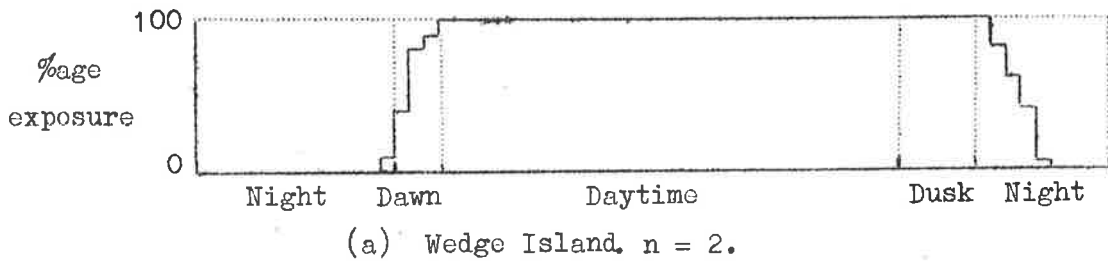 100
%age
exposure
0
Night Dawn Daytime Dusk Night
(a) Wedge Island. n = 2.